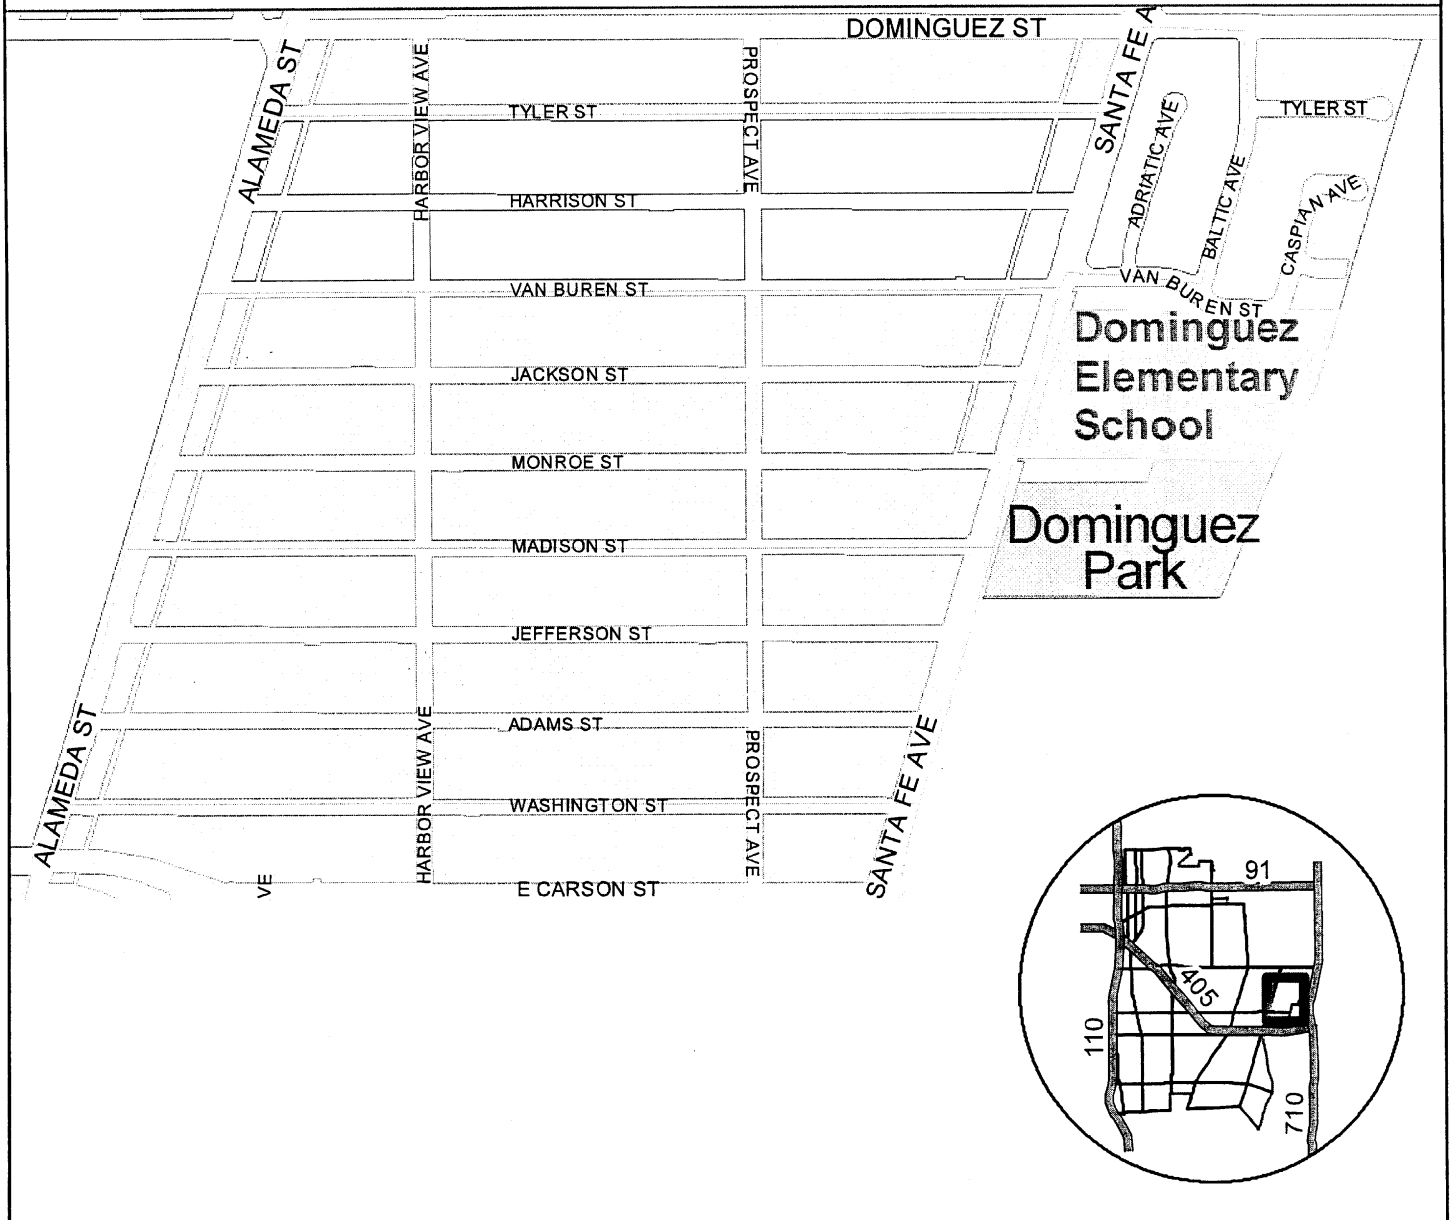 DOMINGUEZ ST
SANTA FE A
ALAMEDA ST
HARBOR VIEW AVE
PROSPECT AVE
TYLER ST
TYLER ST
ADRIATIC AVE
BALTIC AVE
CASPIAN AVE
HARRISON ST
VAN BUREN ST
VAN BUREN ST
Dominguez
Elementary
School
JACKSON ST
MONROE ST
Dominguez
Park
MADISON ST
JEFFERSON ST
ADAMS ST
ALAMEDA ST
HARBOR VIEW AVE
PROSPECT AVE
SANTA FE AVE
WASHINGTON ST
VE
E CARSON ST
91
405
110
710